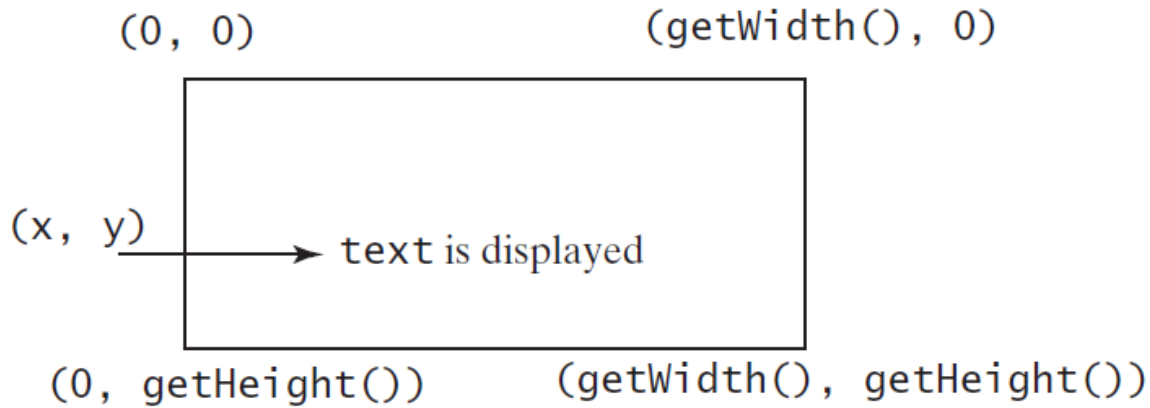 (0, 0) (getWidth(), 0)
(x, y)
text is displayed
(0, getHeight()) (getWidth(), getHeight())